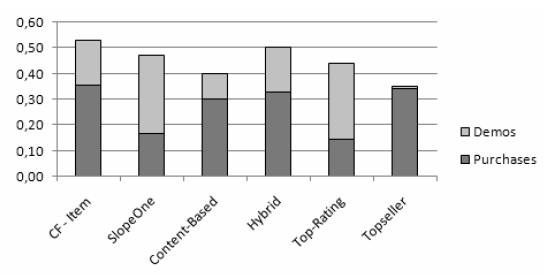 0,60
0,50
0,40
0,30
0,20
0,10
0,00
Demos
Purchases
CF - Item
SlopeOne
Content-Based
Hybrid
Top-Rating
Topseller